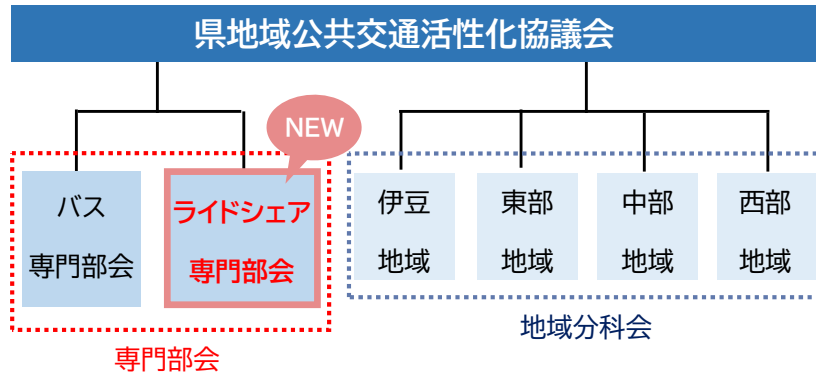 県地域公共交通活性化協議会
NEW
バス
専門部会
ライドシェア
専門部会
伊豆
地域
東部
地域
中部
地域
西部
地域
専門部会
地域分科会